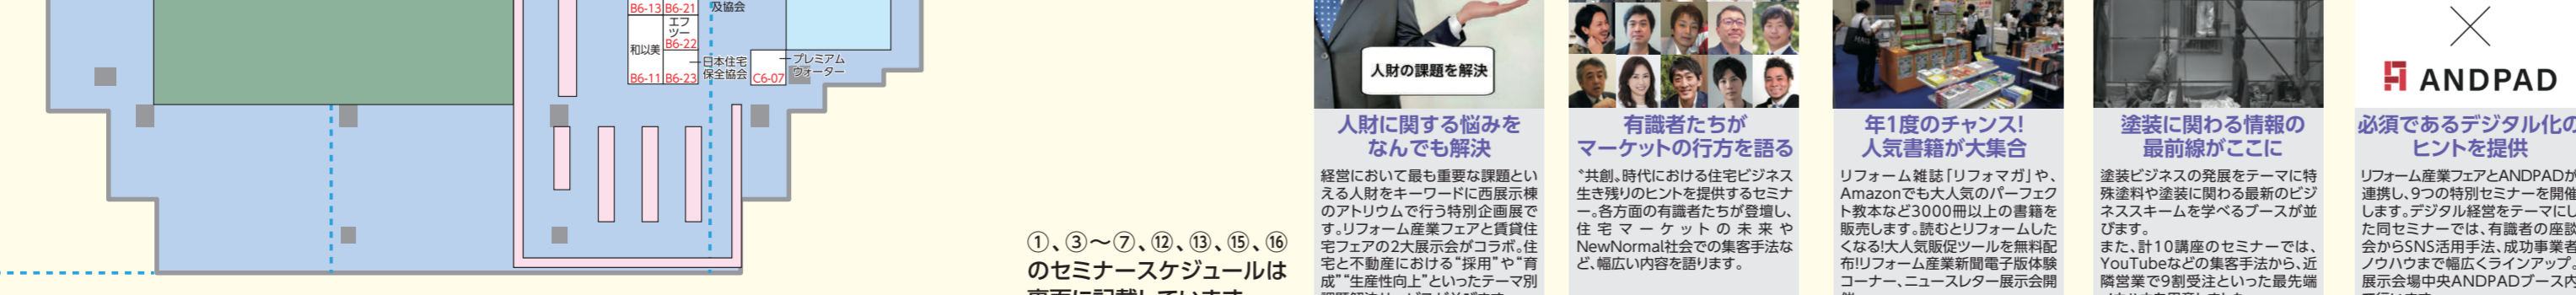 B6-13 B6-21
及協会
エフ
ツー
B6-22
和以美
日本住宅
保全協会
プレミアム
ウォーター
B6-11 B6-23
C6-07
①、③〜⑦、⑫、⑬、⑮、⑯
のセミナースケジュールは
裏面に記載しています
人財の課題を解決
人財に関する悩みを
なんでも解決
経営において最も重要な課題とい
える人財をキーワードに西展示棟
のアトリウムで行う特別企画展で
す。リフォーム産業フェアと賃貸住
宅フェアの2大展示会がコラボ。住
宅と不動産における“採用”や“育
成”“生産性向上”といったテーマ別
有識者たちが
マーケットの行方を語る
〝共創〟時代における住宅ビジネス
生き残りのヒントを提供するセミナ
ー。各方面の有識者たちが登壇し、
住宅マーケットの未来や
NewNormal社会での集客手法な
ど、幅広い内容を語ります。
年1度のチャンス!
人気書籍が大集合
リフォーム雑誌「リフォマガ」や、
Amazonでも大人気のパーフェク
ト教本など3000冊以上の書籍を
販売します。読むとリフォームした
くなる!大人気販促ツールを無料配
布!リフォーム産業新聞電子版体験
コーナー、ニュースレター展示会開
塗装に関わる情報の
最前線がここに
塗装ビジネスの発展をテーマに特
殊塗料や塗装に関わる最新のビジ
ネススキームを学べるブースが並
びます。
また、計10講座のセミナーでは、
YouTubeなどの集客手法から、近
隣営業で9割受注といった最先端
ANDPAD
必須であるデジタル化の
ヒントを提供
リフォーム産業フェアとANDPADが
連携し、9つの特別セミナーを開催
します。デジタル経営をテーマにし
た同セミナーでは、有識者の座談
会からSNS活用手法、成功事業者
ノウハウまで幅広くラインアップ。
展示会場中央ANDPADブース内